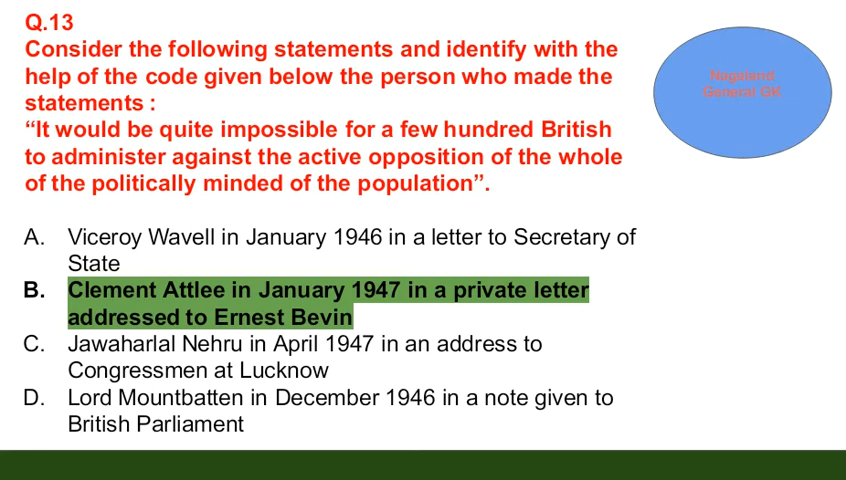 Q.13
Consider the following statements and identify with the
help of the code given below the person who made the
statements :
“It would be quite impossible for a few hundred British
to administer against the active opposition of the whole
of the politically minded of the population”.
Nagaland
General GK
A. Viceroy Wavell in January 1946 in a letter to Secretary of
State
B. Clement Attlee in January 1947 in a private letter
addressed to Ernest Bevin
C. Jawaharlal Nehru in April 1947 in an address to
Congressmen at Lucknow
D. Lord Mountbatten in December 1946 in a note given to
British Parliament